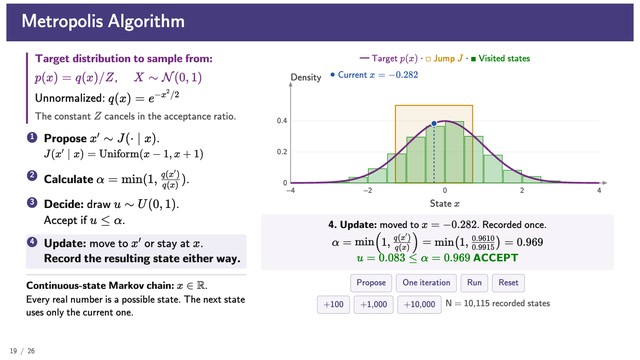 Metropolis Algorithm
Target distribution to sample from:
p(x) = q(x)/Z, X ∼ N(0, 1)
Unnormalized: q(x) = e^{−x²/2}
The constant Z cancels in the acceptance ratio.
1 Propose x′ ∼ J(· | x).
J(x′ | x) = Uniform(x − 1, x + 1)
2 Calculate α = min(1, q(x′)/q(x)).
3 Decide: draw u ∼ U(0, 1).
Accept if u ≤ α.
4 Update: move to x′ or stay at x.
Record the resulting state either way.
Continuous-state Markov chain: x ∈ ℝ.
Every real number is a possible state. The next state
uses only the current one.
Target p(x) · Jump J · Visited states
Density
Current x = −0.282
0.4
0.2
0
−4 −2 0 2 4
State x
4. Update: moved to x = −0.282. Recorded once.
α = min(1, q(x′)/q(x)) = min(1, 0.9610/0.9915) = 0.969
u = 0.083 ≤ α = 0.969 ACCEPT
Propose One iteration Run Reset
+100 +1,000 +10,000 N = 10,115 recorded states
19 / 26